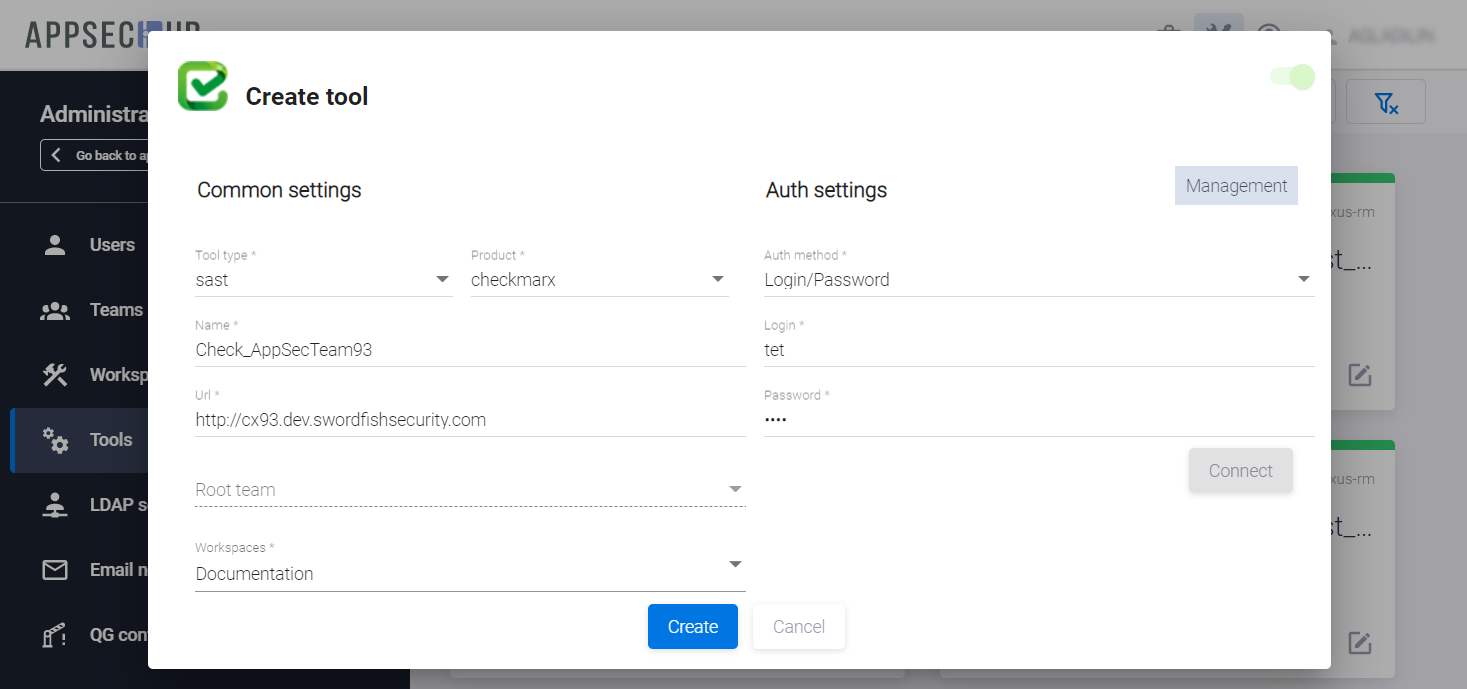 APPSEC HUB
Administra
Go back to ap
Users
Teams
Worksp
Tools
LDAP s
Email n
QG con
Create tool
Common settings
Tool type *
sast
Product *
checkmarx
Name *
Check_AppSecTeam93
Url *
http://cx93.dev.swordfishsecurity.com
Root team
Workspaces *
Documentation
Auth settings
Management
Auth method *
Login/Password
Login *
tet
Password *
••••
Connect
Create
Cancel
xus-rm
st_...
xus-rm
st_...